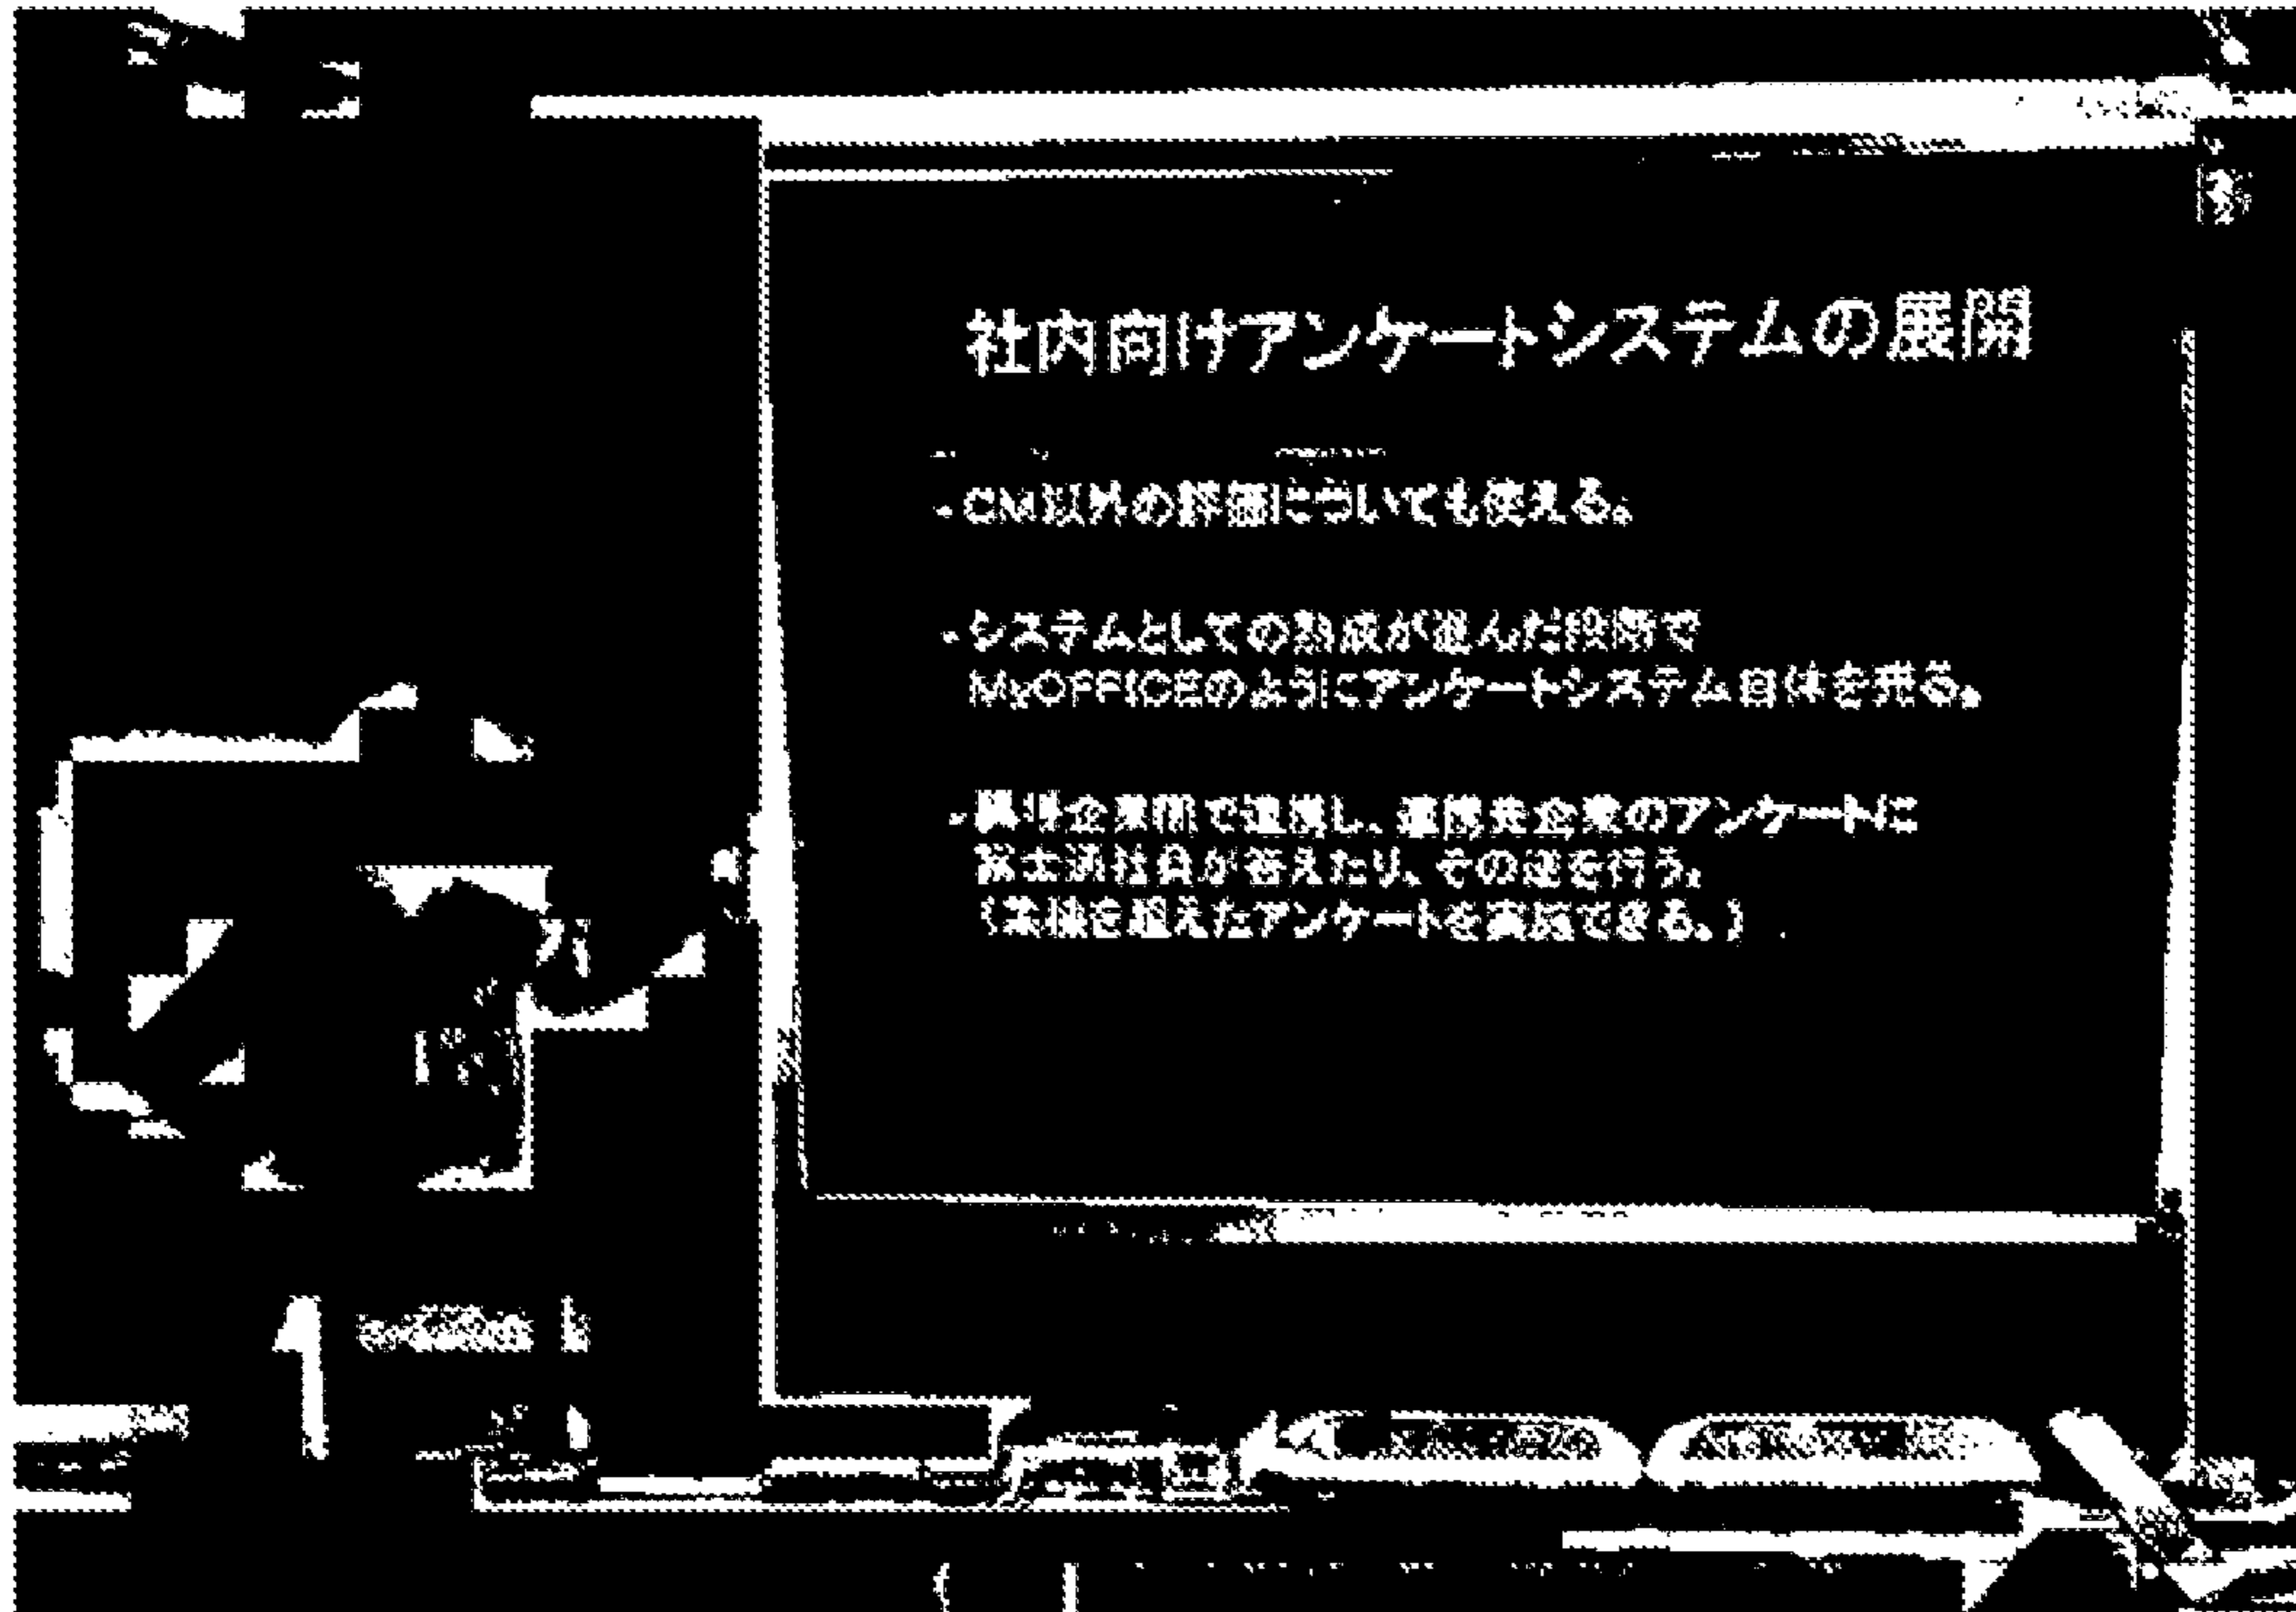 社内向けアンケートシステムの展開
・CM以外の評価についても使える。
・システムとしての熟成が進んだ段階で
MyOFFICEのようにアンケートシステム自体を売る。
・異業企業間で連携し、連携先企業のアンケートに
富士通社員が答えたり、その逆を行う。
（業種を超えたアンケートを実施できる。）